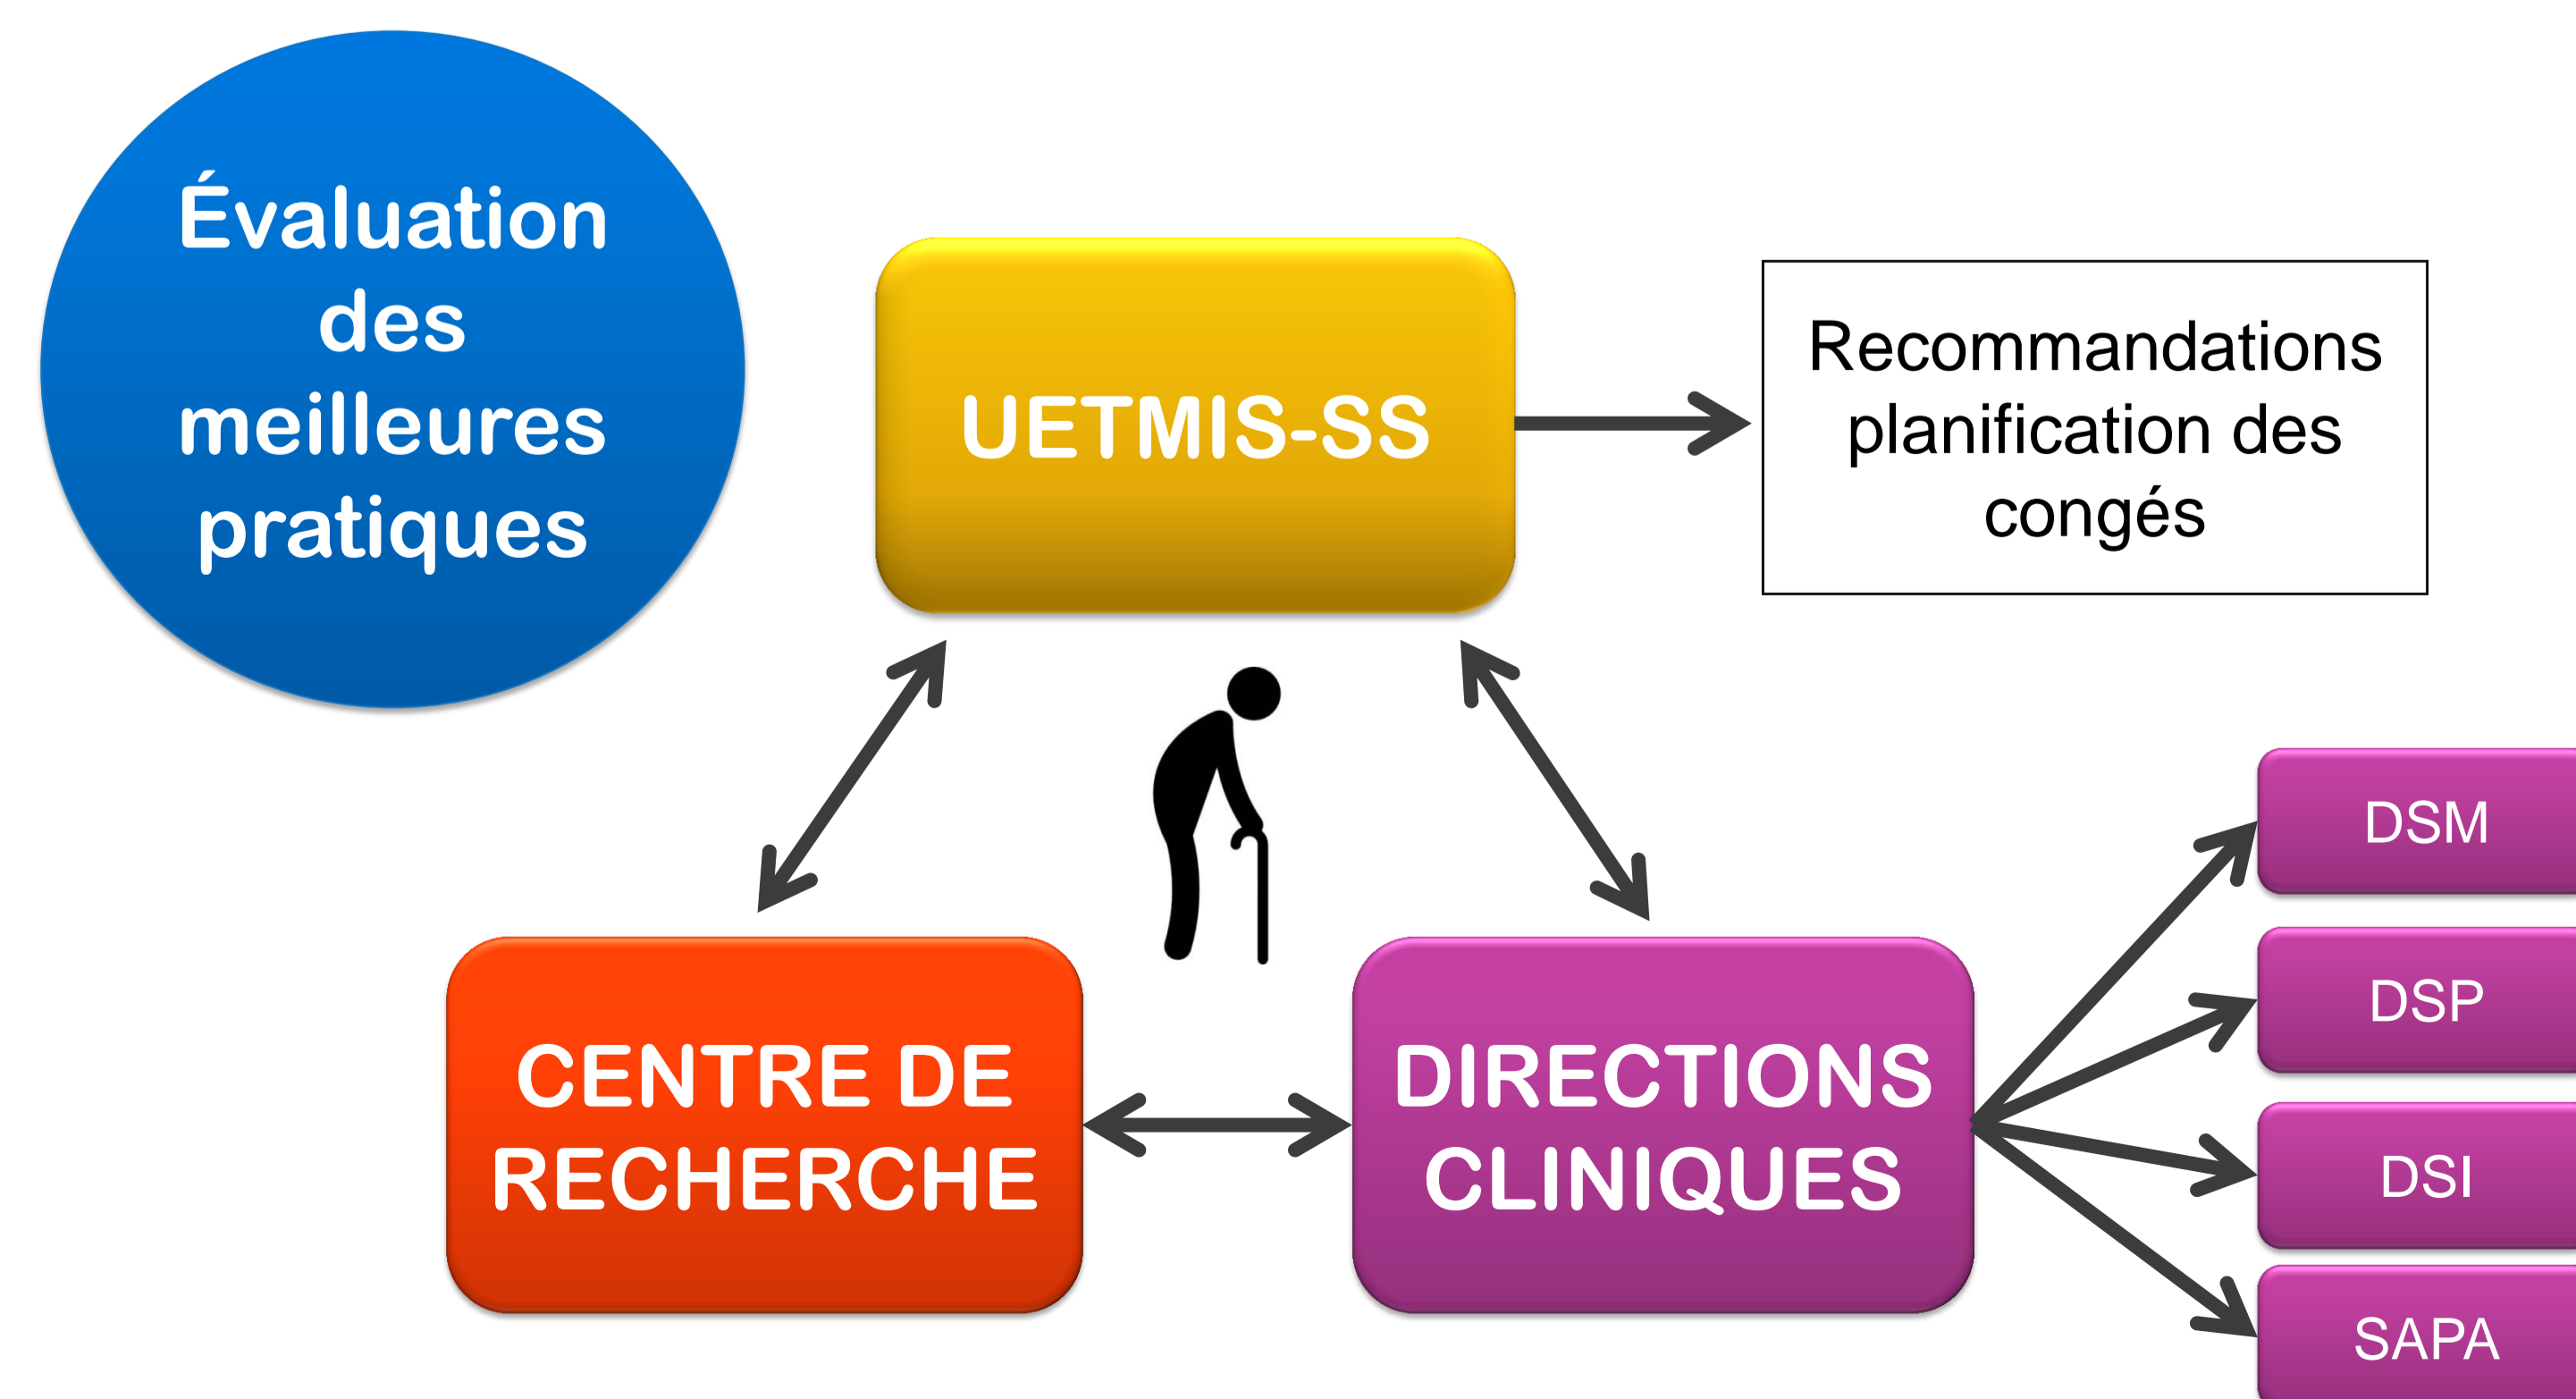 Évaluation
des
meilleures
pratiques
UETMIS-SS
Recommandations
planification des
congés
CENTRE DE
RECHERCHE
DIRECTIONS
CLINIQUES
DSM
DSP
DSI
SAPA